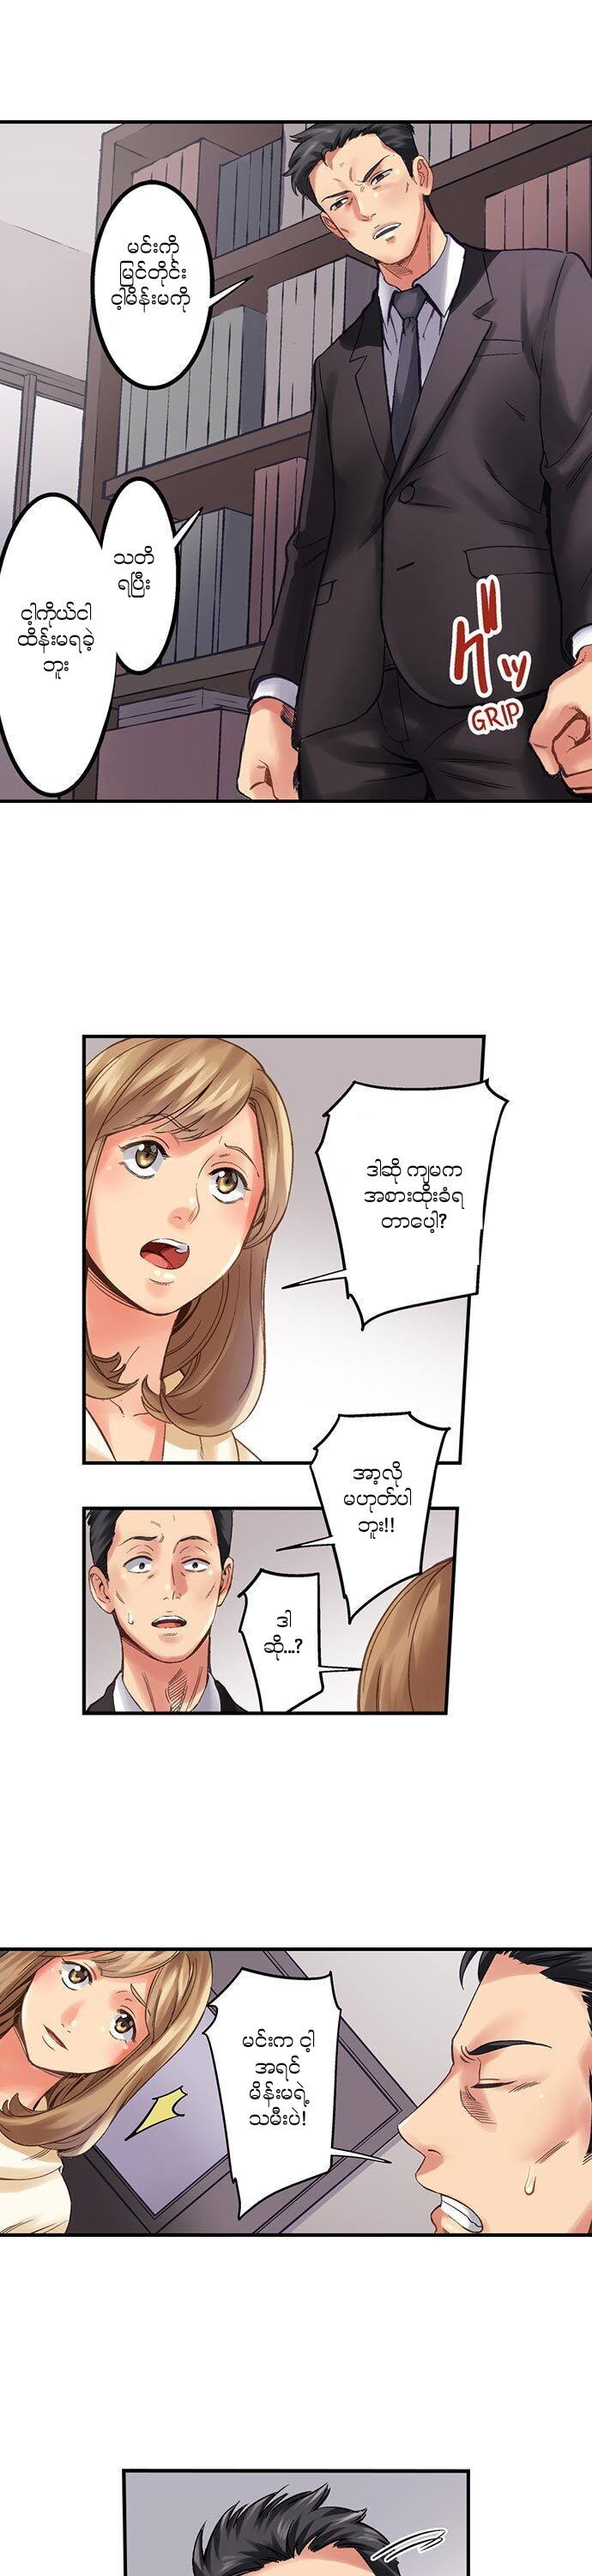 မင်းကို
မြင်တိုင်း
ငါ့မိန်းမကို
သတိ
ရပြီး
ငါ့ကိုယ်ငါ
ထိန်းမရခဲ့
ဘူး
グッ
GRIP
ဒါဆို ကျမက
အစားထိုးခံရ
တာပေါ့?
အာ့လို
မဟုတ်ပါ
ဘူး!!
ဒါ
ဆို...?
မင်းက ငါ့
အရင်
မိန်းမရဲ့
သမီးပဲ!